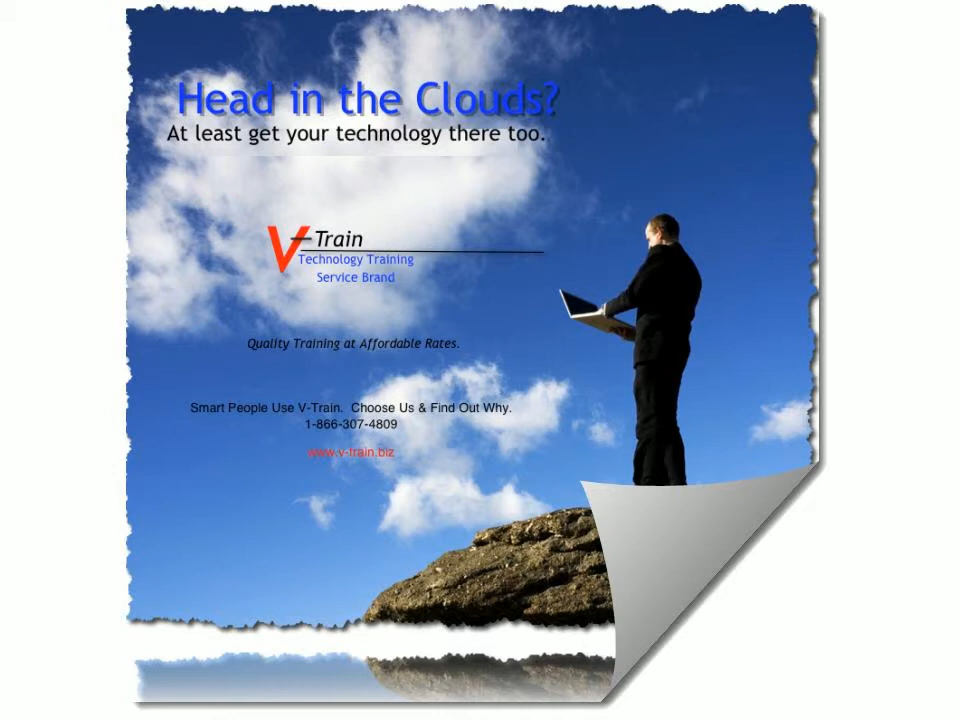 Head in the Clouds?
At least get your technology there too.
V-Train
Technology Training
Service Brand
Quality Training at Affordable Rates.
Smart People Use V-Train.  Choose Us & Find Out Why.
1-866-307-4809
www.v-train.biz